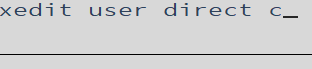 xedit user direct c_